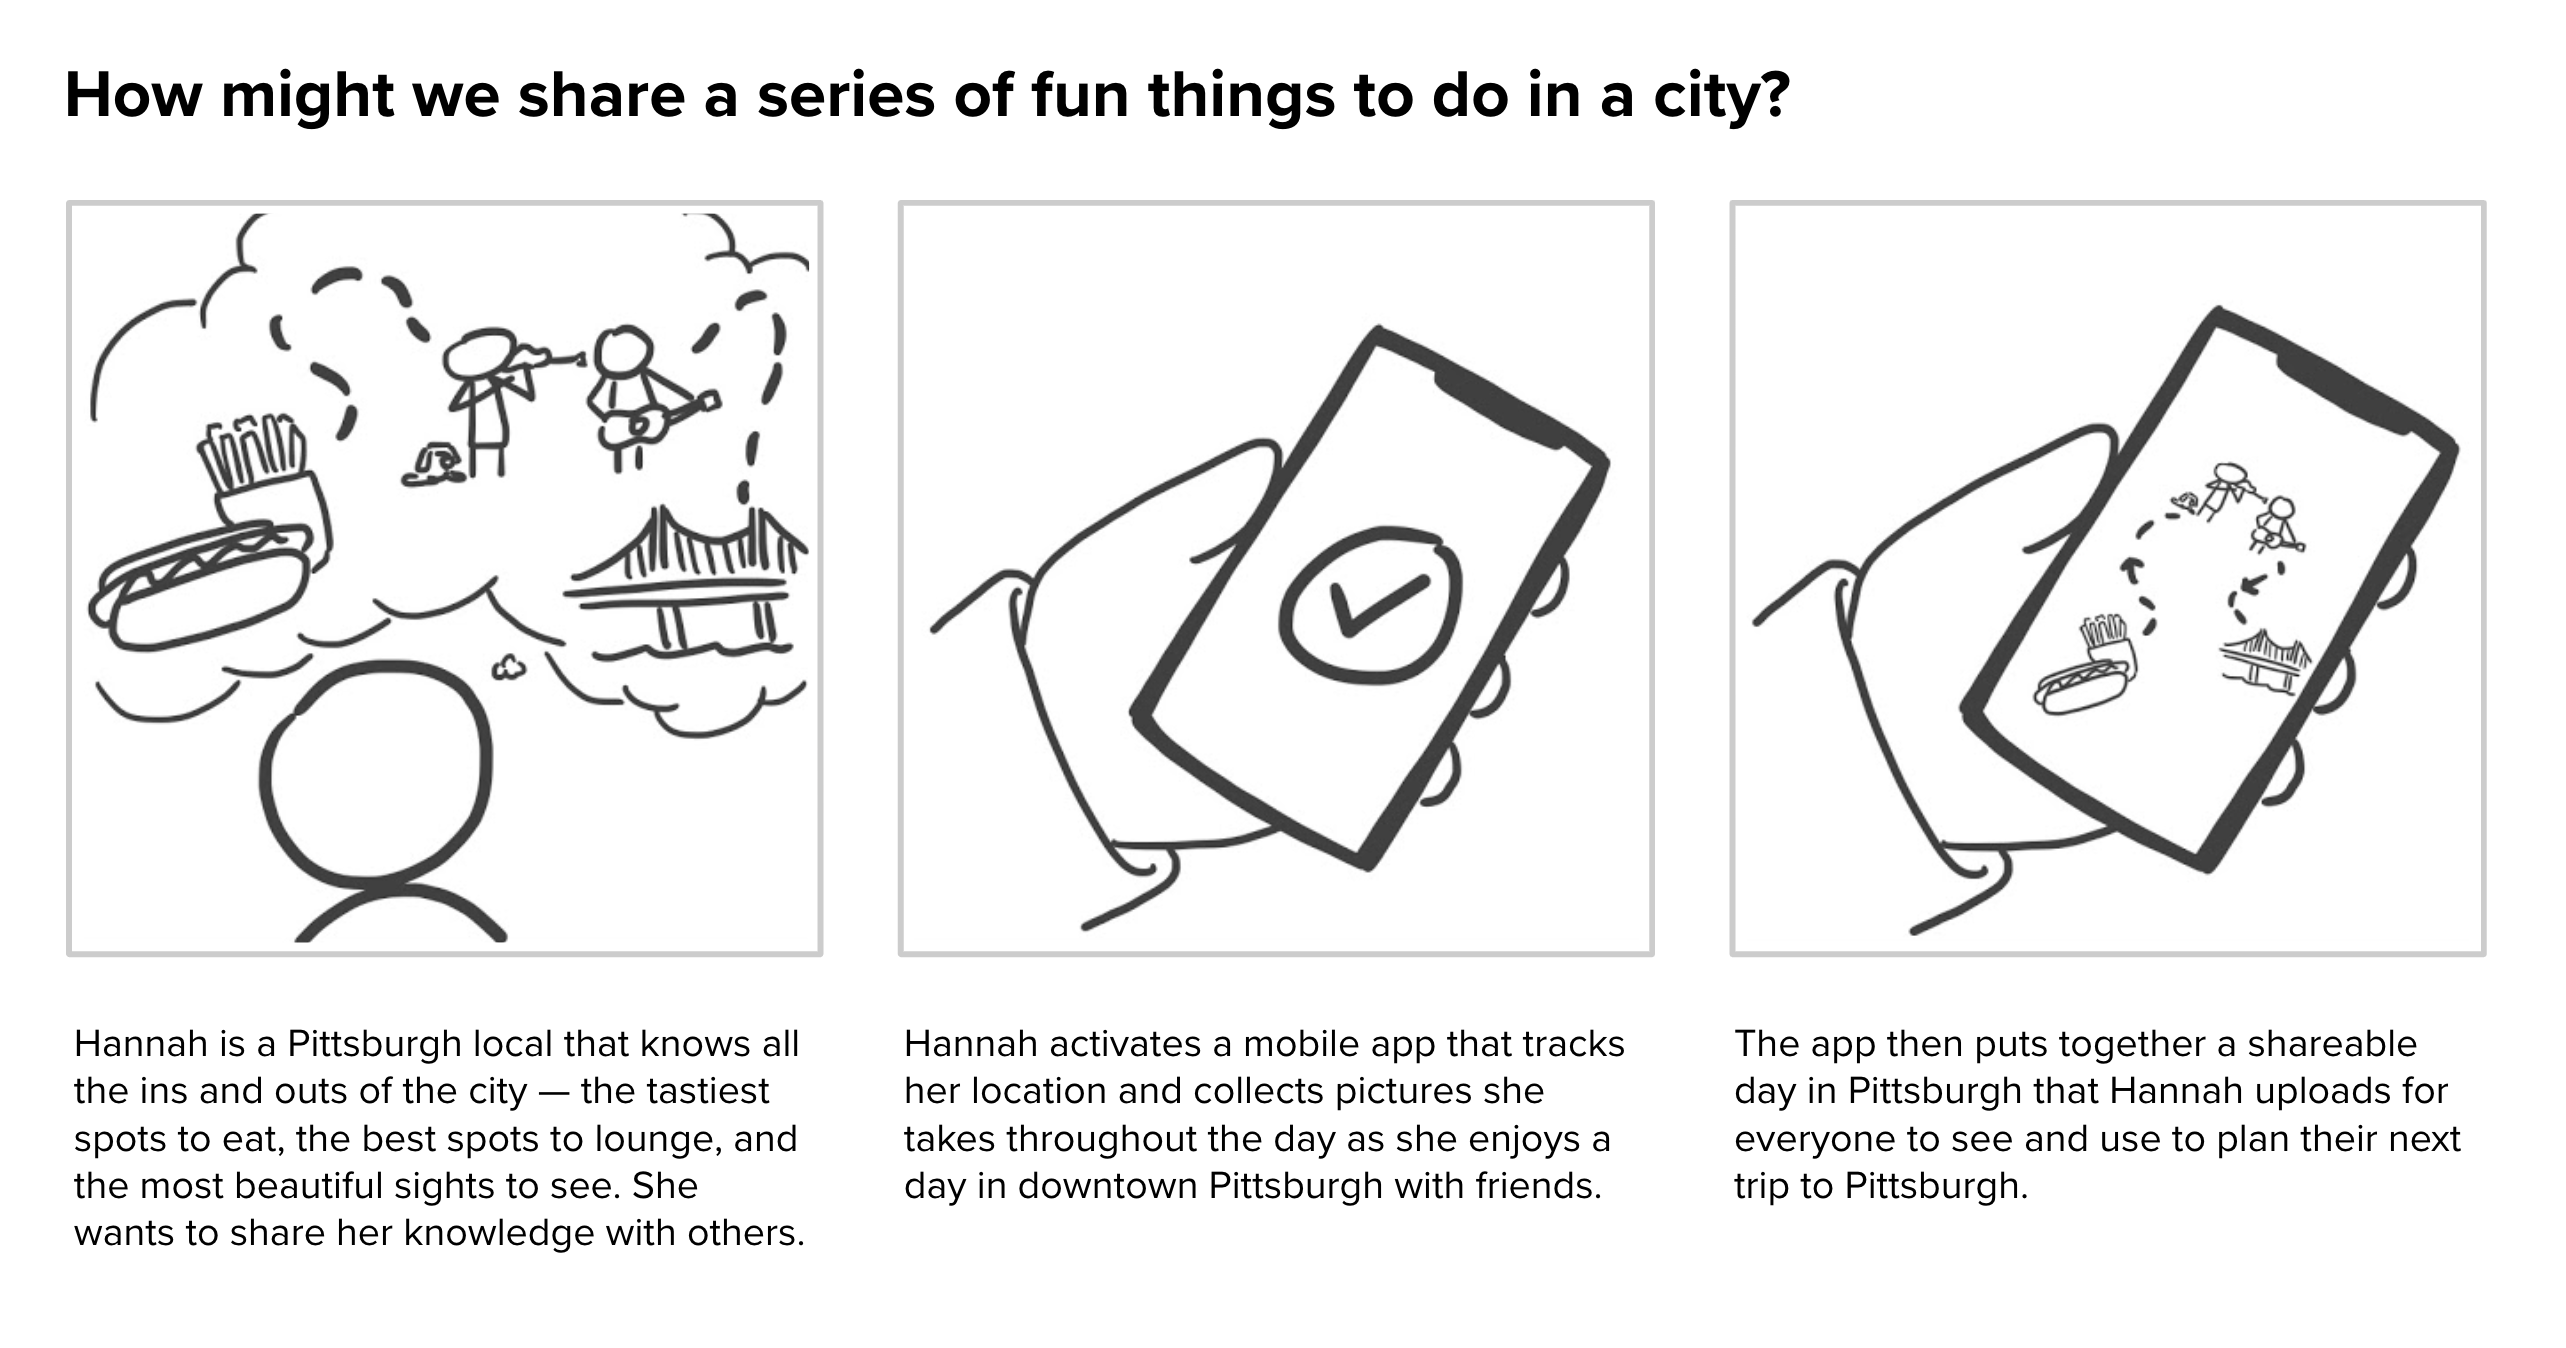 How might we share a series of fun things to do in a city?
Hannah is a Pittsburgh local that knows all
the ins and outs of the city — the tastiest
spots to eat, the best spots to lounge, and
the most beautiful sights to see. She
wants to share her knowledge with others.
Hannah activates a mobile app that tracks
her location and collects pictures she
takes throughout the day as she enjoys a
day in downtown Pittsburgh with friends.
The app then puts together a shareable
day in Pittsburgh that Hannah uploads for
everyone to see and use to plan their next
trip to Pittsburgh.